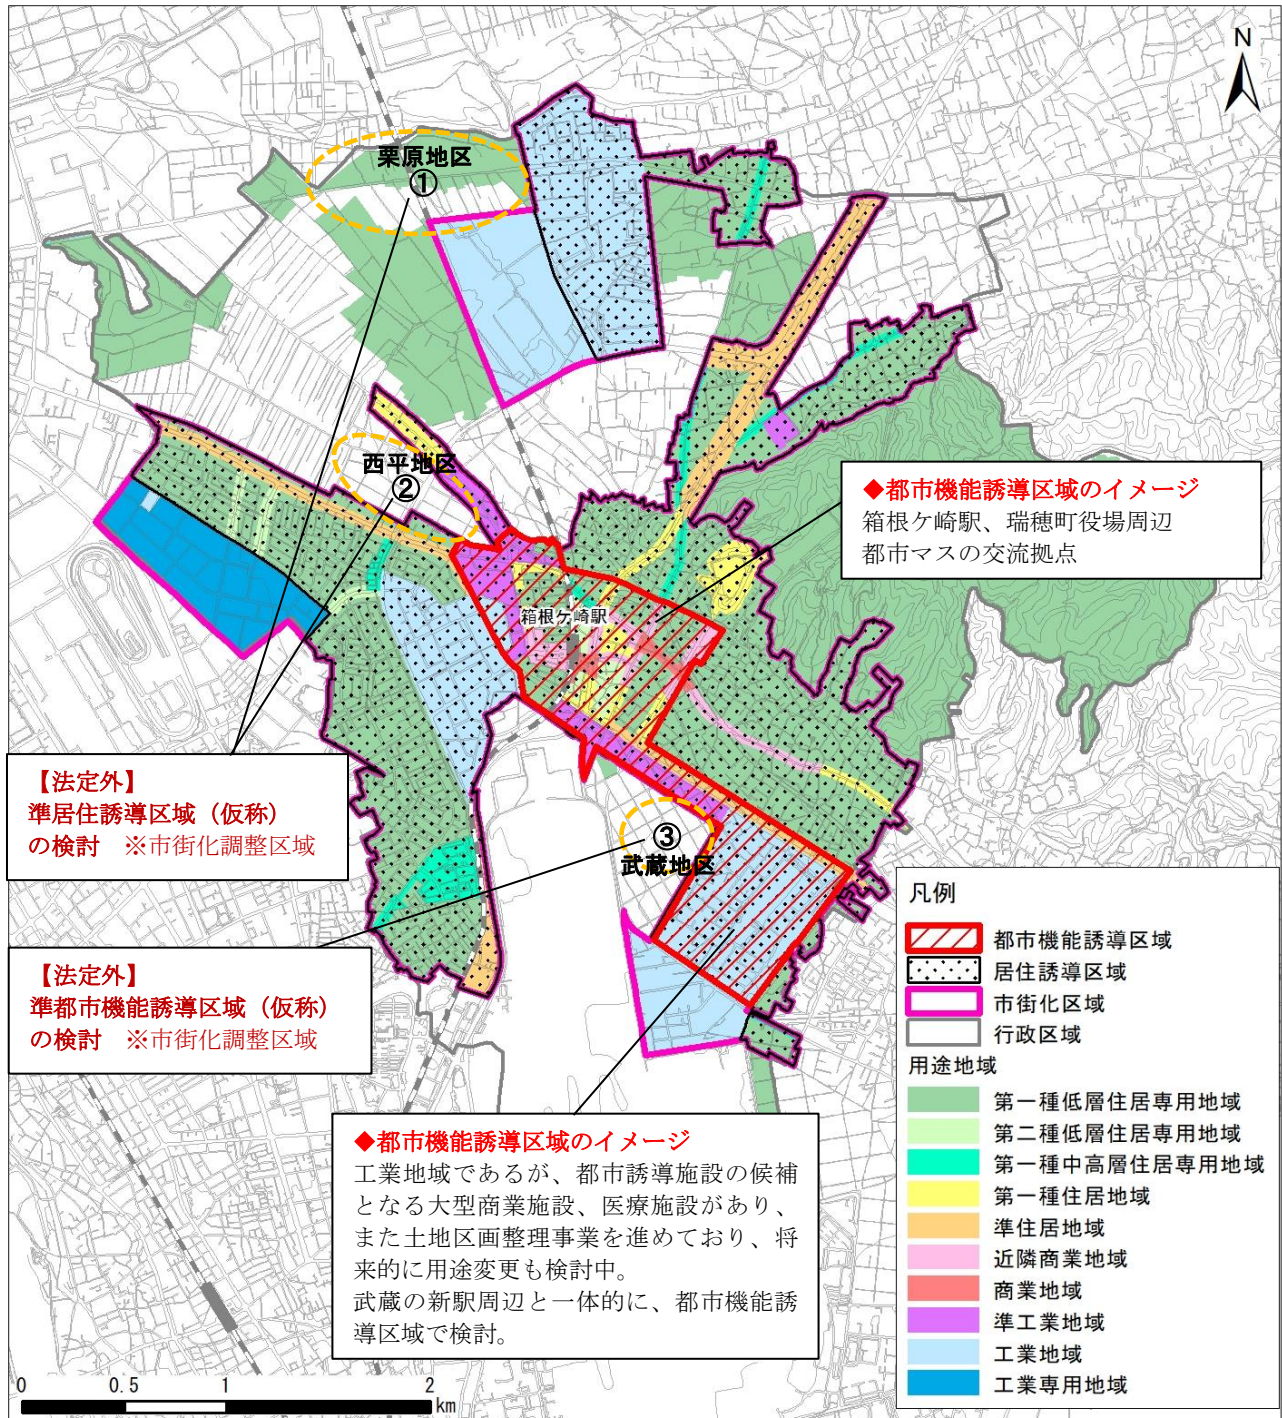 N
栗原地区
①
西平地区
②
◆都市機能誘導区域のイメージ
箱根ケ崎駅、瑞穂町役場周辺
都市マスの交流拠点
箱根ケ崎駅
【法定外】
準居住誘導区域（仮称）
の検討　※市街化調整区域
③
武蔵地区
【法定外】
準都市機能誘導区域（仮称）
の検討　※市街化調整区域
◆都市機能誘導区域のイメージ
工業地域であるが、都市誘導施設の候補
となる大型商業施設、医療施設があり、
また土地区画整理事業を進めており、将
来的に用途変更も検討中。
武蔵の新駅周辺と一体的に、都市機能誘
導区域で検討。
凡例
都市機能誘導区域
居住誘導区域
市街化区域
行政区域
用途地域
第一種低層住居専用地域
第二種低層住居専用地域
第一種中高層住居専用地域
第一種住居地域
準住居地域
近隣商業地域
商業地域
準工業地域
工業地域
工業専用地域
0 0.5 1 2
km